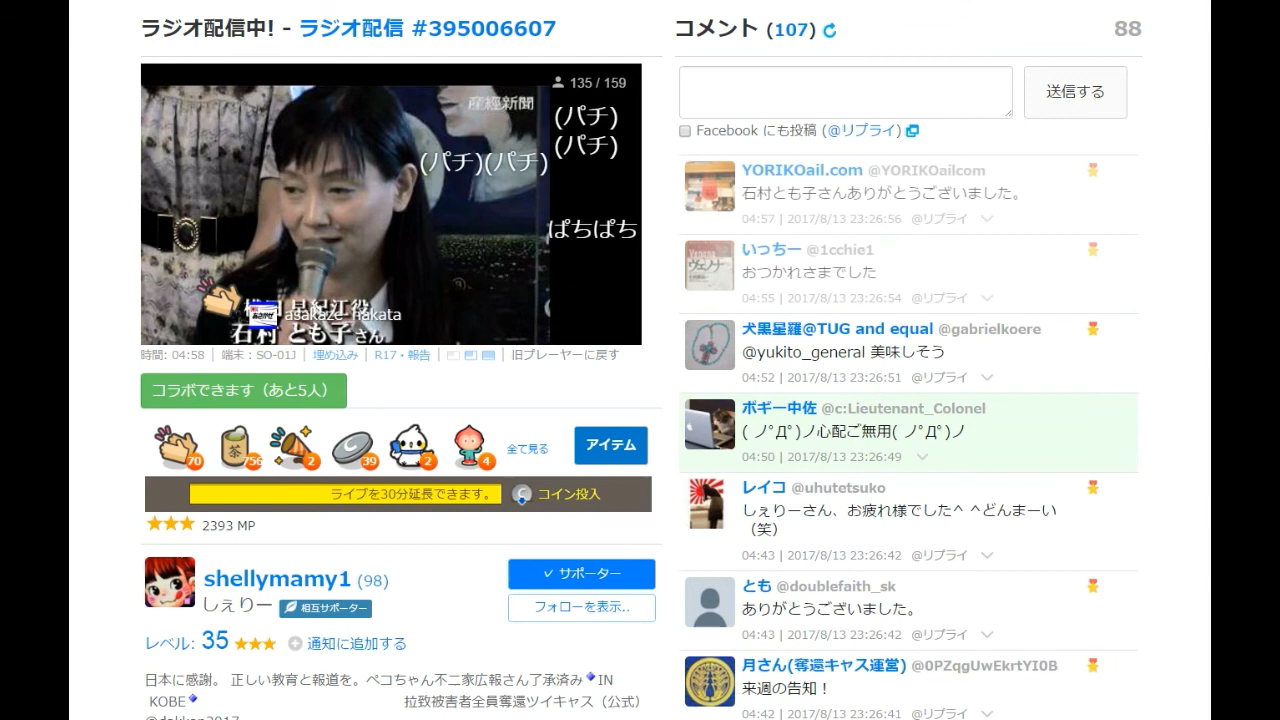 ラジオ配信中! - ラジオ配信 #395006607
135 / 159
産経新聞
(パチ)
(パチ)
(パチ)(パチ)
ぱちぱち
早紀江役
asakaze_hakata
石村 とも子さん
時間: 04:58 | 端末 : SO-01J | 埋め込み | R17・報告 | 旧プレーヤーに戻す
コラボできます（あと5人）
70
茶
756
2
39
2
4
全て見る
アイテム
ライブを30分延長できます。
C コイン投入
2393 MP
shellymamy1 (98)
しぇりー 相互サポーター
✓ サポーター
フォローを表示..
レベル: 35 通知に追加する
日本に感謝。 正しい教育と報道を。ペコちゃん不二家広報さん了承済み IN
KOBE 拉致被害者全員奪還ツイキャス（公式）
@dakkan2017
コメント (107) 88
送信する
Facebook にも投稿 (@リプライ)
YORIKOail.com @YORIKOailcom
石村とも子さんありがとうございました。
04:57 | 2017/8/13 23:26:56 @リプライ
いっちー @1cchie1
おつかれさまでした
04:55 | 2017/8/13 23:26:54 @リプライ
犬黒星羅@TUG and equal @gabrielkoere
@yukito_general 美味しそう
04:52 | 2017/8/13 23:26:51 @リプライ
ボギー中佐 @c:Lieutenant_Colonel
( ノﾟДﾟ)ノ心配ご無用( ノﾟДﾟ)ノ
04:50 | 2017/8/13 23:26:49
レイコ @uhutetsuko
しぇりーさん、お疲れ様でした^ ^どんまーい
（笑）
04:43 | 2017/8/13 23:26:42 @リプライ
とも @doublefaith_sk
ありがとうございました。
04:43 | 2017/8/13 23:26:42 @リプライ
月さん(奪還キャス運営) @0PZqgUwEkrtYI0B
来週の告知！
04:42 | 2017/8/13 23:26:41 @リプライ